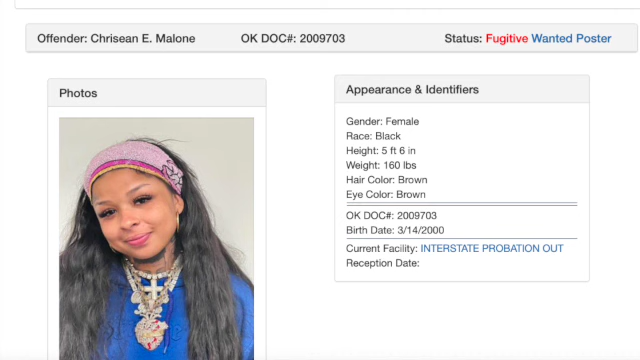 Offender: Chrisean E. Malone OK DOC#: 2009703 Status: Fugitive Wanted Poster
Photos
Appearance & Identifiers
Gender: Female
Race: Black
Height: 5 ft 6 in
Weight: 160 lbs
Hair Color: Brown
Eye Color: Brown
OK DOC#: 2009703
Birth Date: 3/14/2000
Current Facility: INTERSTATE PROBATION OUT
Reception Date: